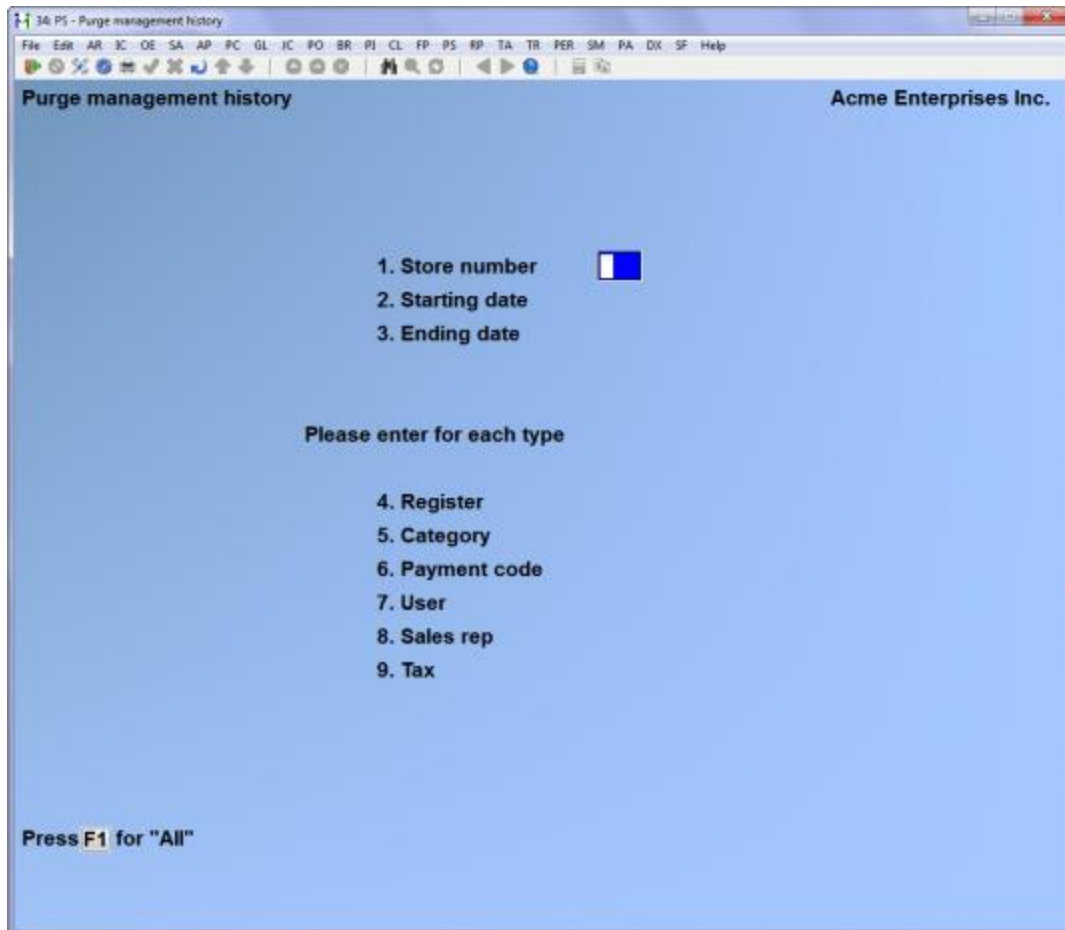 34: PS - Purge management history
File Edit AR IC OE SA AP PC GL JC PO BR PI CL FP PS RP TA TR PER SM PA DX SF Help
Purge management history Acme Enterprises Inc.
1. Store number
2. Starting date
3. Ending date
Please enter for each type
4. Register
5. Category
6. Payment code
7. User
8. Sales rep
9. Tax
Press F1 for "All"